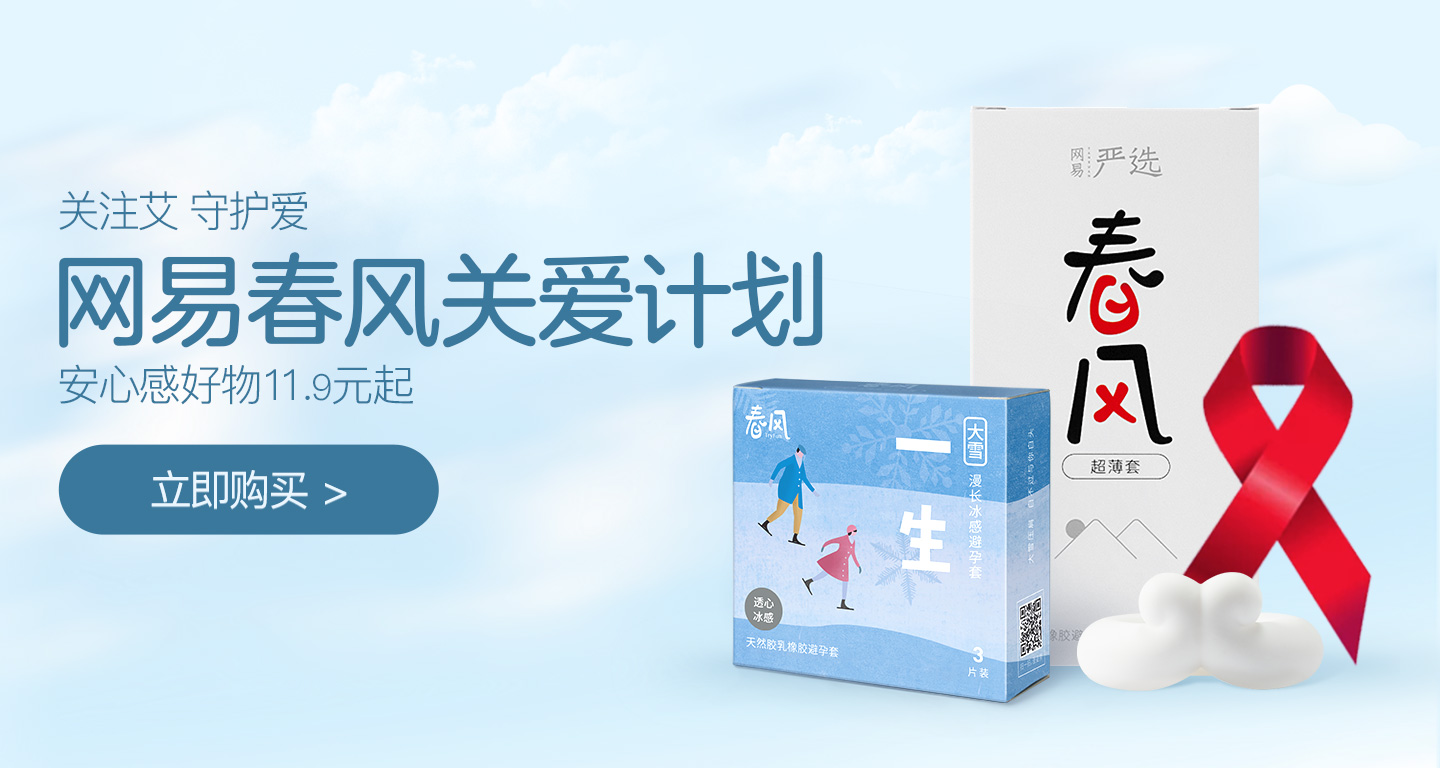 关注艾 守护爱
网易春风关爱计划
安心感好物11.9元起
立即购买 >
网易
严选
春风
超薄套
春风
一生
大雪
漫长冰感避孕套
透心
冰感
天然胶乳橡胶避孕套
3
片装
橡胶避